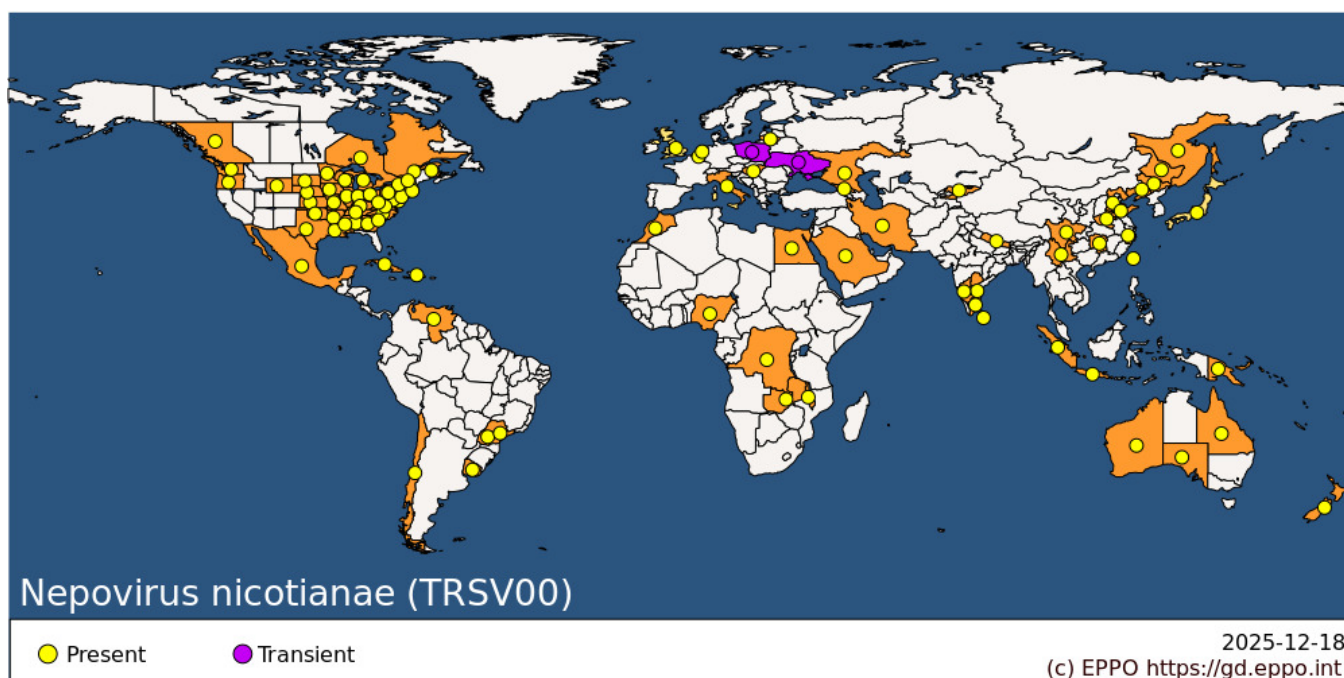 Nepovirus nicotianae (TRSV00)
Present
Transient
2025-12-18
(c) EPPO https://gd.eppo.int